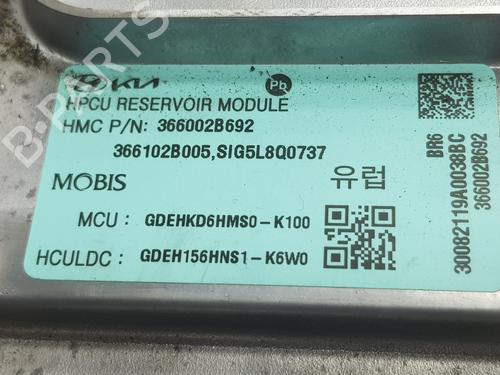 B-PARTS
KIA
Pb
HPCU RESERVOIR MODULE
HMC P/N: 366002B692
366102B005,SIG5L8Q0737
MOBIS 유럽
MCU : GDEHKD6HMS0-K100
HCULDC : GDEH156HNS1-K6W0
BR6
30082119A0038BC
366002B692